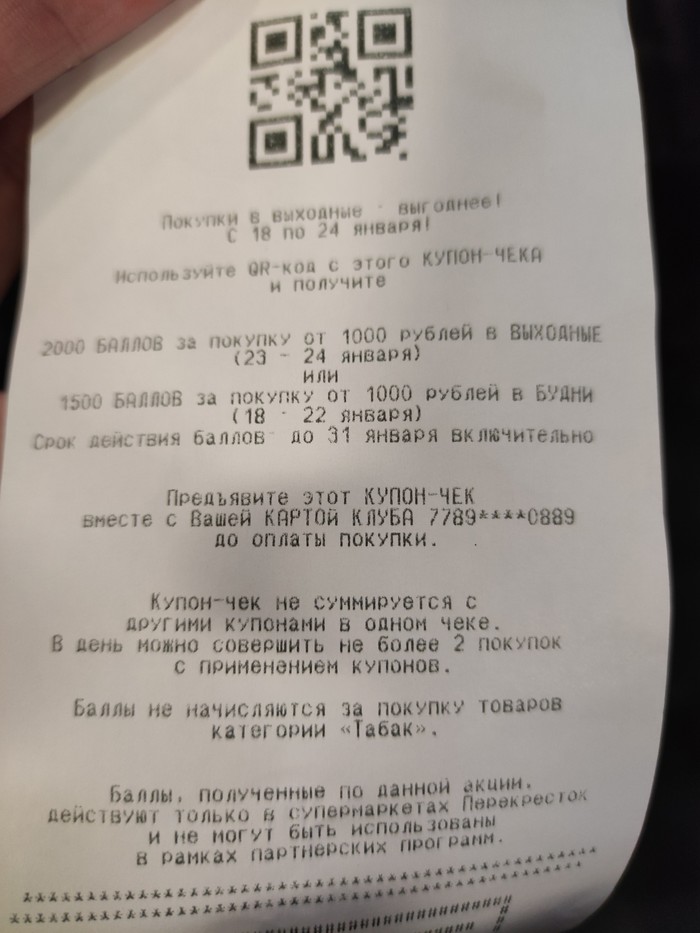 Покупки в выходные - выгоднее!
С 18 по 24 января!
Используйте QR-код с этого КУПОН-ЧЕКА
и получите
2000 БАЛЛОВ за покупку от 1000 рублей в ВЫХОДНЫЕ
(23 - 24 января)
ИЛИ
1500 БАЛЛОВ за покупку от 1000 рублей в БУДНИ
(18 - 22 января)
Срок действия баллов- до 31 января включительно
Предъявите этот КУПОН-ЧЕК
вместе с Вашей КАРТОЙ КЛУБА 7789****0889
до оплаты покупки.
Купон-чек не суммируется с
другими купонами в одном чеке.
В день можно совершить не более 2 покупок
с применением купонов.
Баллы не начисляются за покупку товаров
категории «Табак».
Баллы, полученные по данной акции,
действуют только в супермаркетах Перекресток
и не могут быть использованы
в рамках партнерских программ.